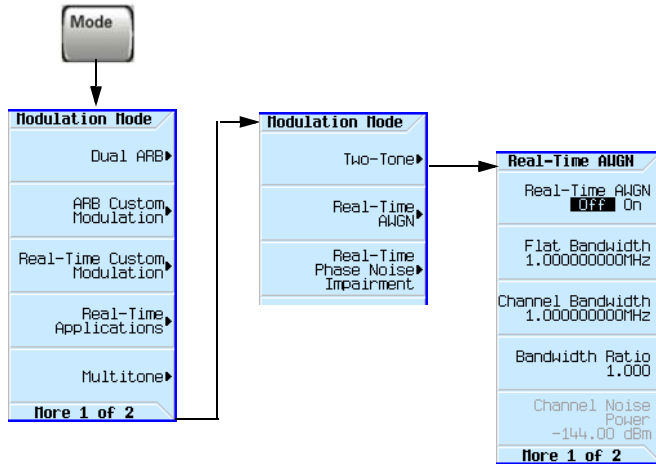 Mode
Modulation Mode
Dual ARB
ARB Custom
Modulation
Real-Time Custom
Modulation
Real-Time
Applications
Multitone
More 1 of 2
Modulation Mode
Two-Tone
Real-Time
AWGN
Real-Time
Phase Noise
Impairment
Real-Time AWGN
Real-Time AWGN
Off On
Flat Bandwidth
1.000000000MHz
Channel Bandwidth
1.000000000MHz
Bandwidth Ratio
1.000
Channel Noise
Power
-144.00 dBm
More 1 of 2